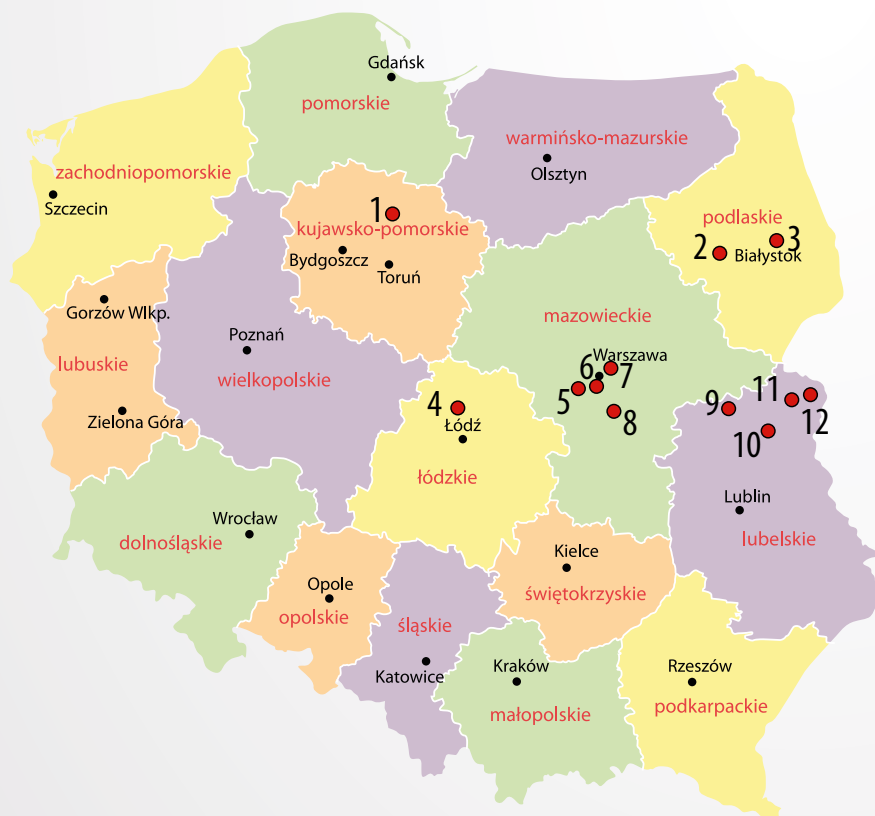 Gdańsk
pomorskie
warmińsko-mazurskie
Olsztyn
zachodniopomorskie
Szczecin
1
kujawsko-pomorskie
Bydgoszcz
Toruń
podlaskie
2
3
Białystok
Gorzów Wlkp.
lubuskie
Zielona Góra
Poznań
wielkopolskie
mazowieckie
Warszawa
6
7
5
8
4
Łódź
łódzkie
9
11
12
10
Lublin
lubelskie
Wrocław
dolnośląskie
Opole
opolskie
śląskie
Katowice
Kielce
świętokrzyskie
Kraków
małopolskie
Rzeszów
podkarpackie